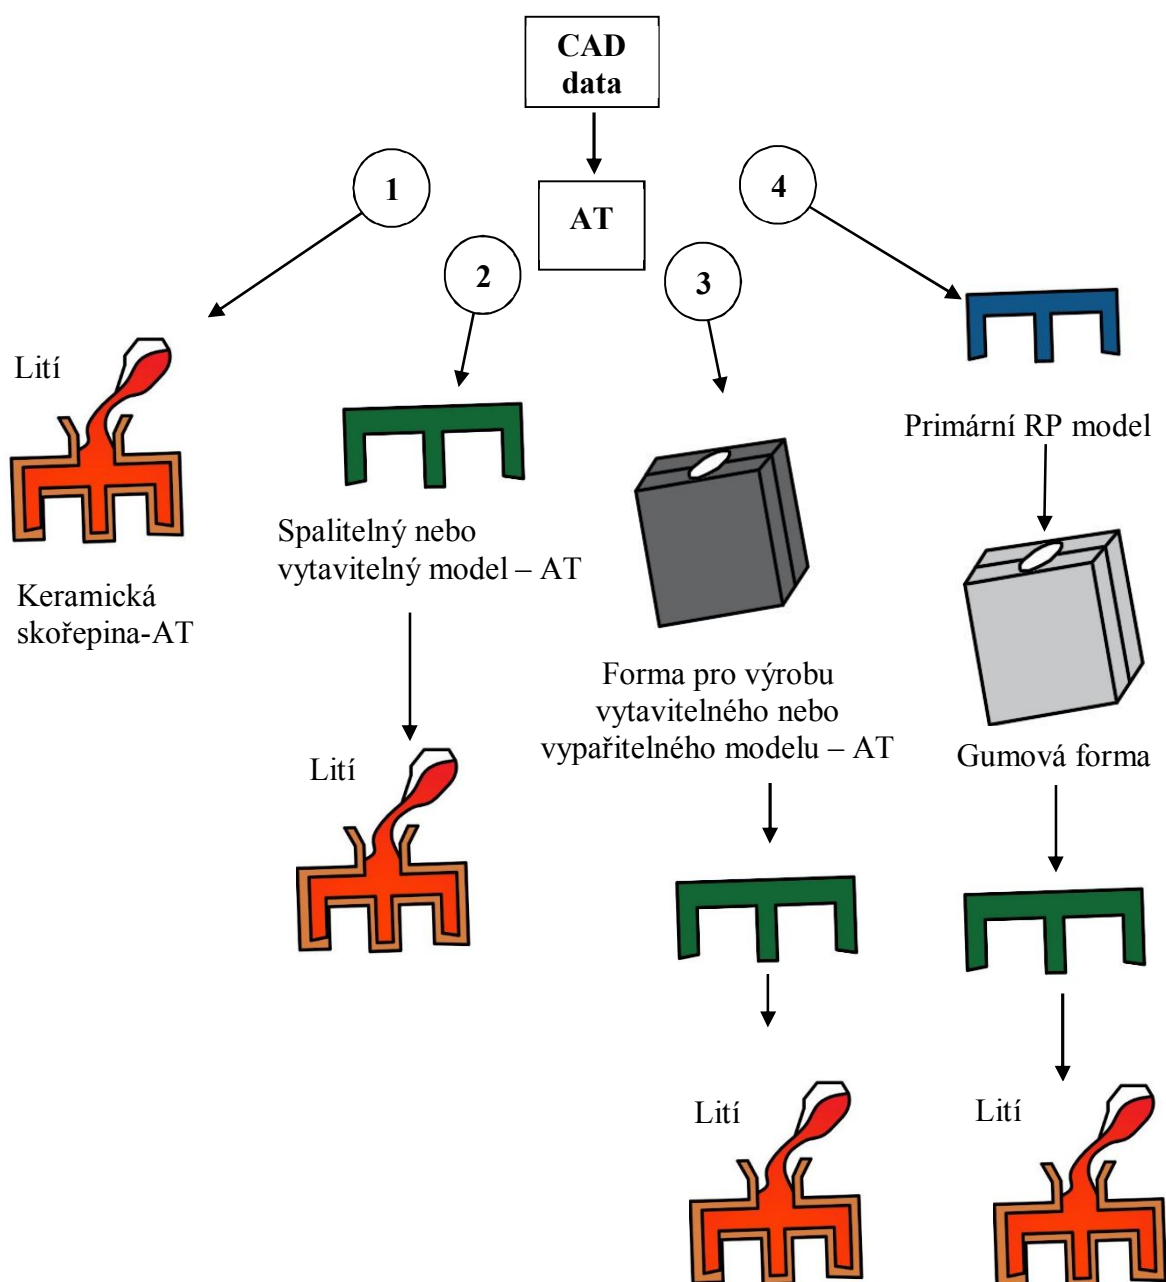 CAD
data
AT
1
2
3
4
Lití
Keramická
skořepina-AT
Spalitelný nebo
vytavitelný model – AT
Lití
Forma pro výrobu
vytavitelného nebo
vypařitelného modelu – AT
Lití
Primární RP model
Gumová forma
Lití